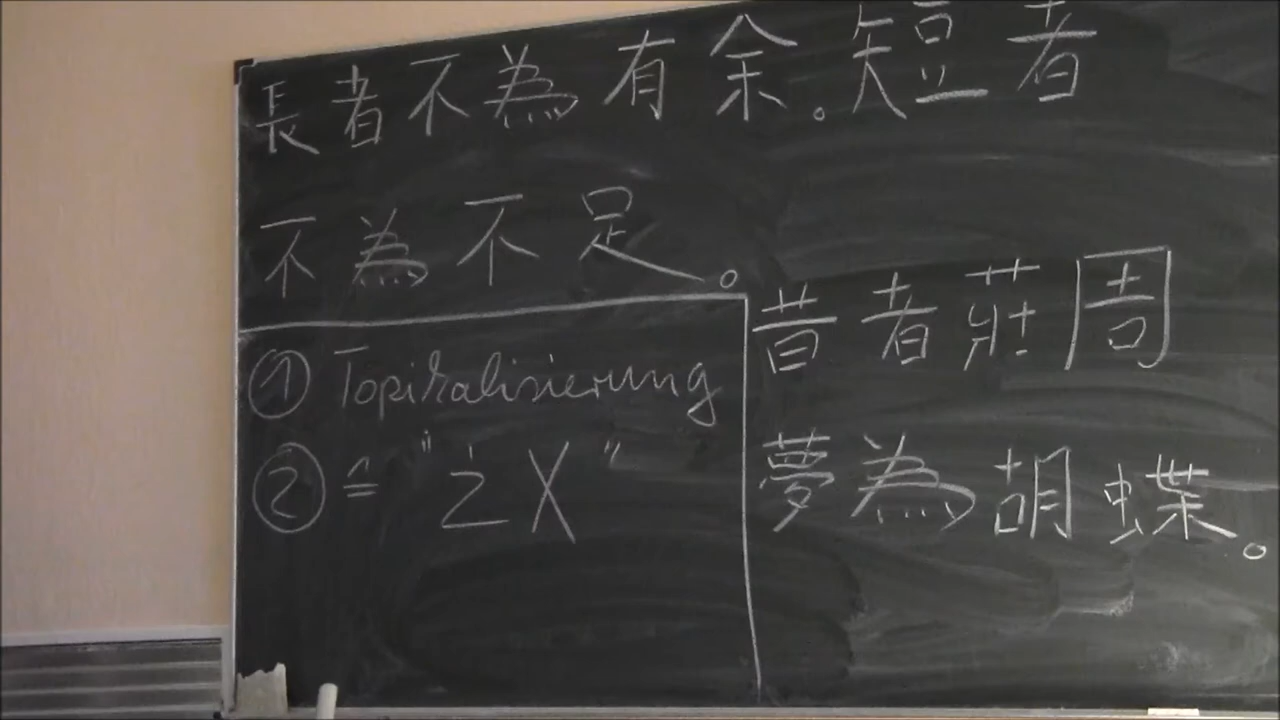 長者不為有余。短者
不為不足。
① Topikalisierung
② ≙ "之 X"
昔者莊周
夢為胡蝶。